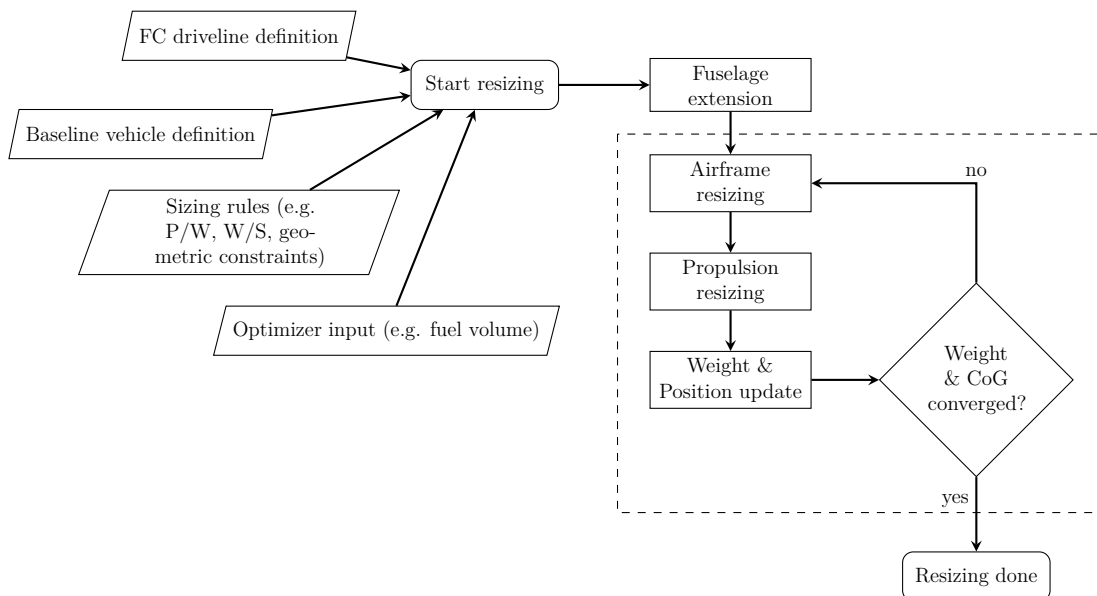 FC driveline definition
Start resizing
Fuselage
extension
Baseline vehicle definition
Airframe
resizing
no
Sizing rules (e.g.
P/W, W/S, geo-
metric constraints)
Propulsion
resizing
Optimizer input (e.g. fuel volume)
Weight &
Position update
Weight
& CoG
converged?
yes
Resizing done